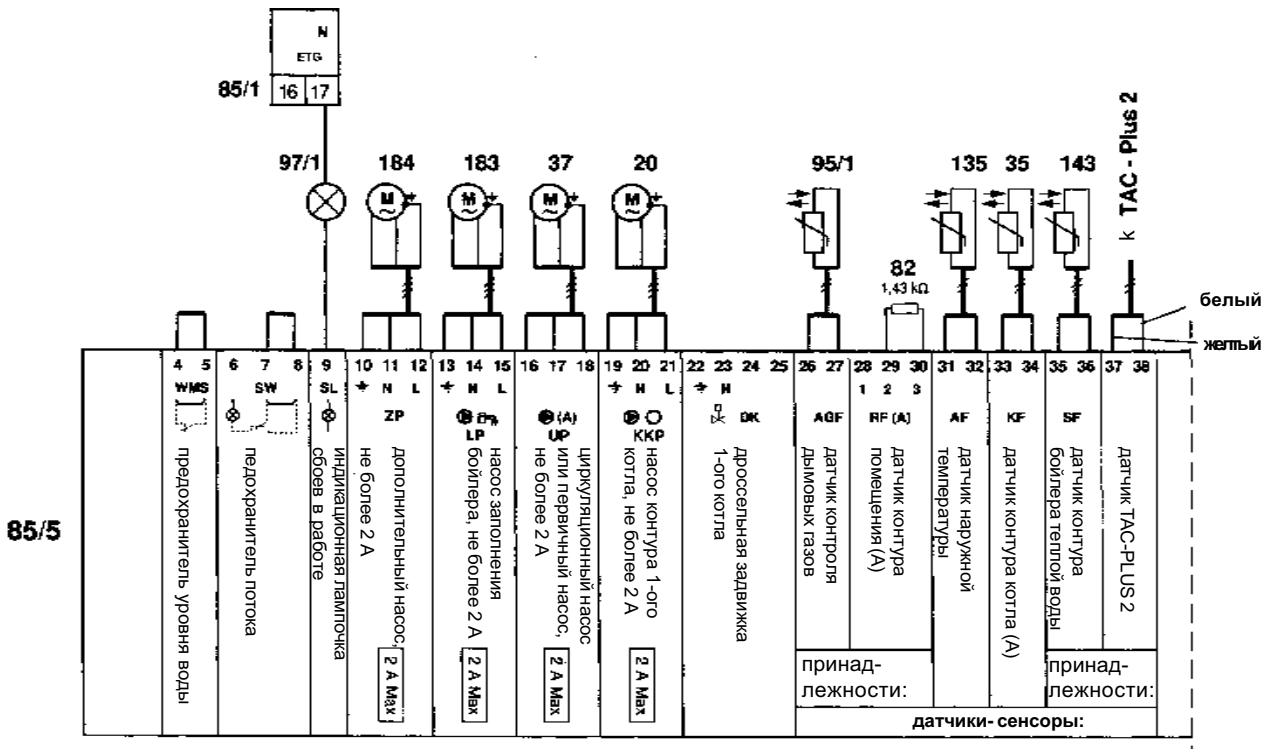 N
ETG
85/1 16 17
97/1 184 183 37 20 95/1 135 35 143
M M M M
k TAC - Plus 2
82
1,43 kΩ
белый
желтый
4 5 6 7 8 9 10 11 12 13 14 15 16 17 18 19 20 21 22 23 24 25 26 27 28 29 30 31 32 33 34 35 36 37 38
WMS SW SL N L N L N L N 1 2 3
ZP LP (A) UP KKP DK AGF RF (A) AF KF SF
85/5
предохранитель уровня воды
педохранитель потока
индикационная лампочка
сбоев в работе
дополнительный насос,
не более 2 А
насос заполнения
бойлера, не более 2 А
циркуляционный насос
или первичный насос,
не более 2 А
насос контура 1-ого
котла, не более 2 А
дроссельная задвижка
1-ого котла
датчик контроля
дымовых газов
датчик контура
помещения (А)
датчик наружной
температуры
датчик контура котла (А)
датчик контура
бойлера теплой воды
датчик TAC-PLUS 2
2 A Max
2 A Max
2 A Max
2 A Max
принад-
лежности:
принад-
лежности:
датчики- сенсоры: